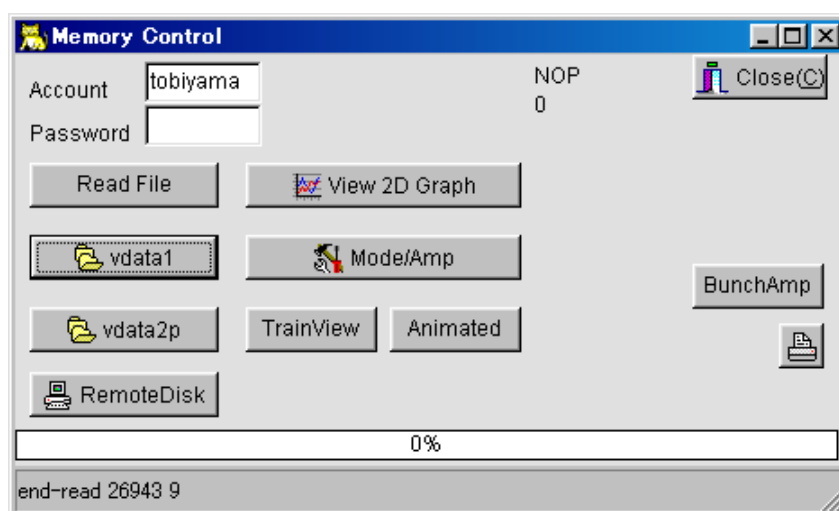 Memory Control
Account tobiyama
Password
NOP
0
Close(C)
Read File
View 2D Graph
vdata1
Mode/Amp
BunchAmp
vdata2p
TrainView
Animated
RemoteDisk
0%
end-read 26943 9